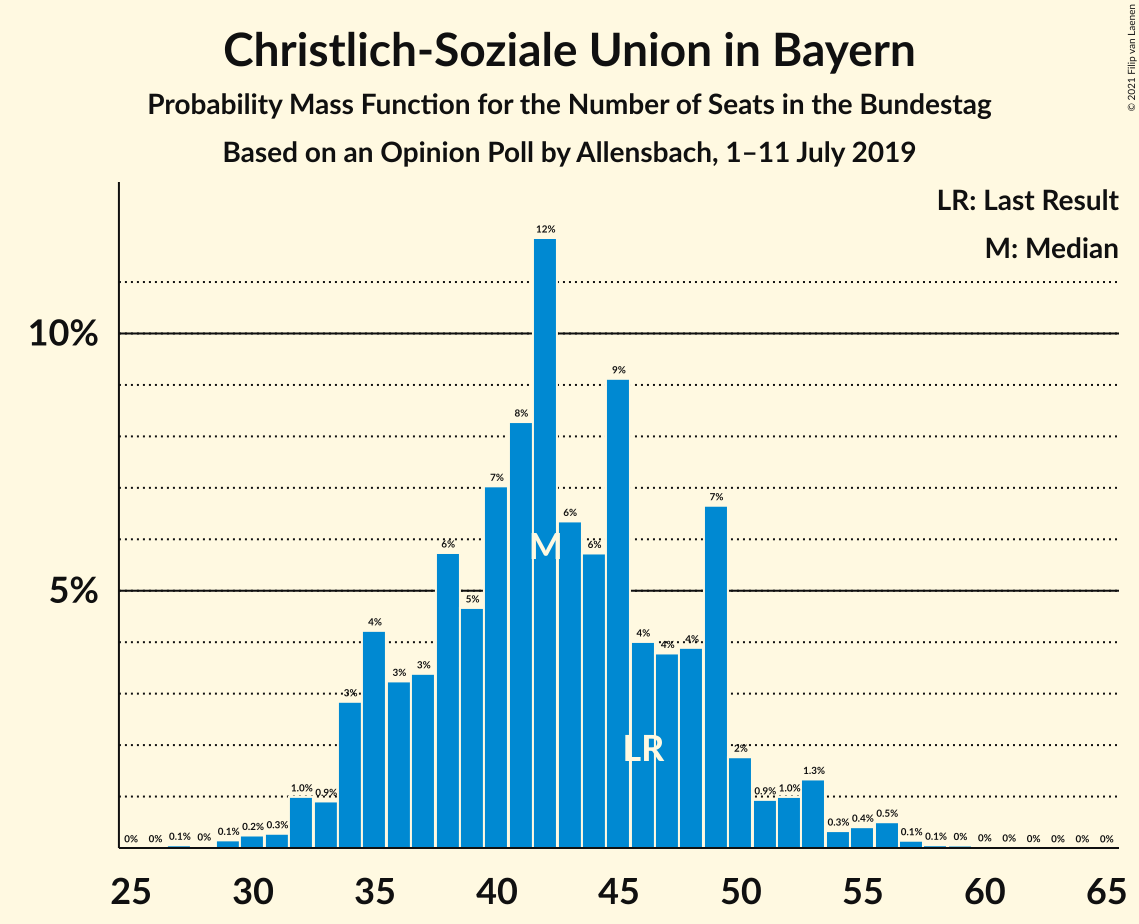 Christlich-Soziale Union in Bayern
Probability Mass Function for the Number of Seats in the Bundestag
Based on an Opinion Poll by Allensbach, 1–11 July 2019
© 2021 Filip van Laenen
LR: Last Result
M: Median
10%
5%
0% 0% 0.1% 0% 0.1% 0.2% 0.3% 1.0% 0.9% 3% 4% 3% 3% 6% 5% 7% 8% 12% 6% 6% 9% 4% 4% 4% 7% 2% 0.9% 1.0% 1.3% 0.3% 0.4% 0.5% 0.1% 0.1% 0% 0% 0% 0% 0% 0% 0%
M
LR
25 30 35 40 45 50 55 60 65